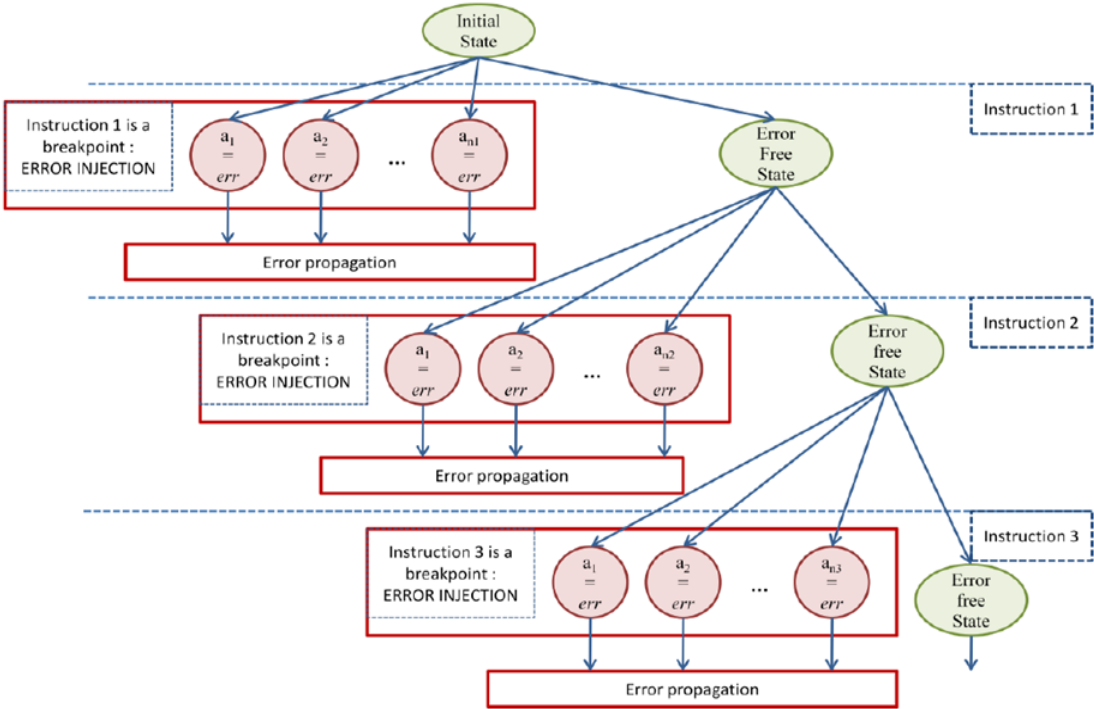 Initial
State
Instruction 1
Instruction 1 is a
breakpoint :
ERROR INJECTION
a1
=
err
a2
=
err
...
an1
=
err
Error
Free
State
Error propagation
Instruction 2
Instruction 2 is a
breakpoint :
ERROR INJECTION
a1
=
err
a2
=
err
...
an2
=
err
Error
free
State
Error propagation
Instruction 3
Instruction 3 is a
breakpoint :
ERROR INJECTION
a1
=
err
a2
=
err
...
an3
=
err
Error
free
State
Error propagation